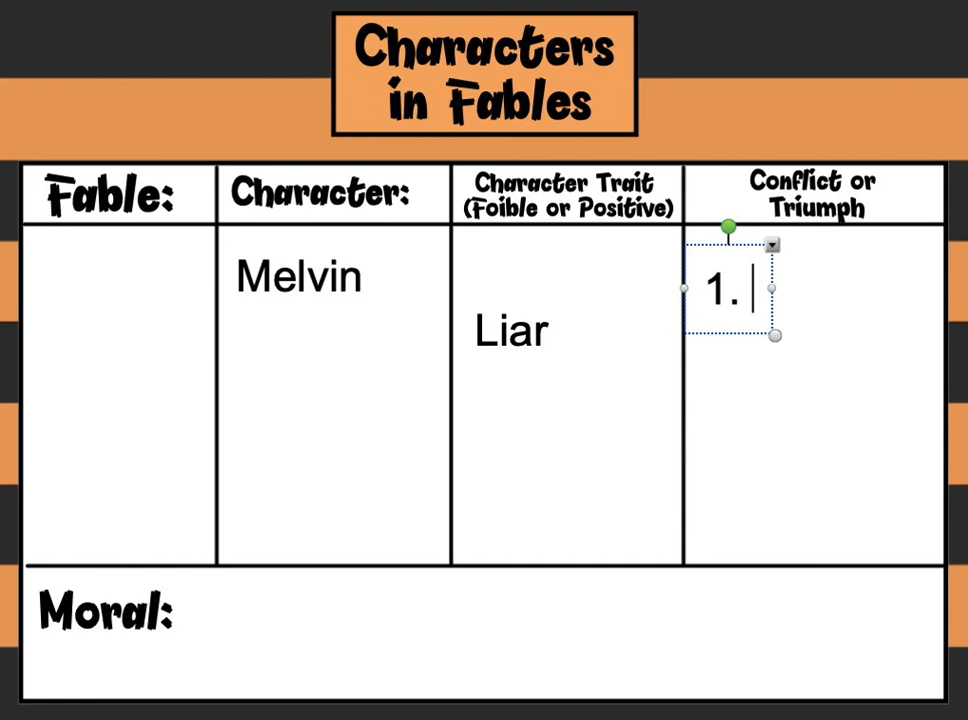 Characters
in Fables
Fable:
Character:
Character Trait
(Foible or Positive)
Conflict or
Triumph
Melvin
Liar
1.
Moral: